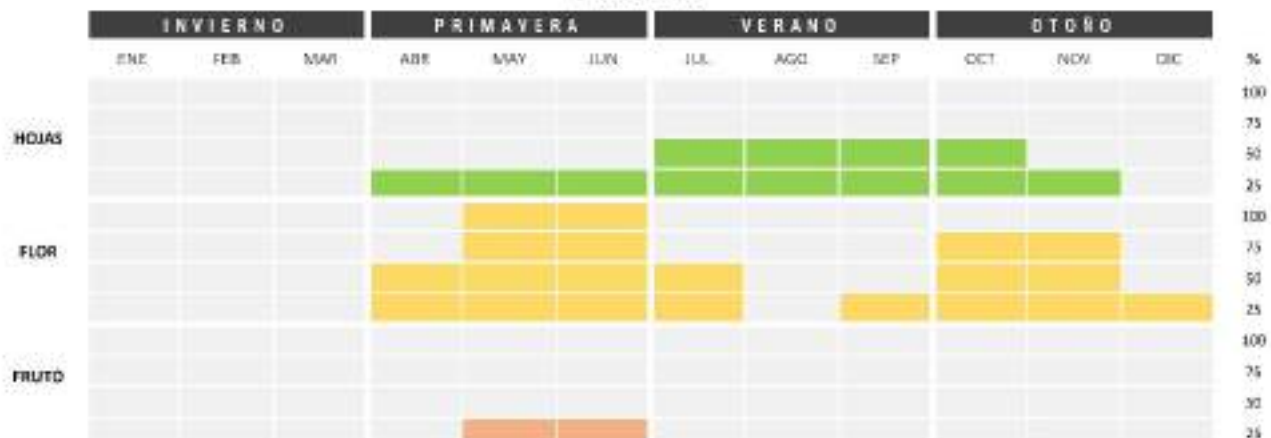 INVIERNO PRIMAVERA VERANO OTOÑO
ENE FEB MAR ABR MAY JUN JUL AGO SEP OCT NOV DIC %
100
75
HOJAS
50
25
100
FLOR 75
50
25
100
FRUTO 75
50
25